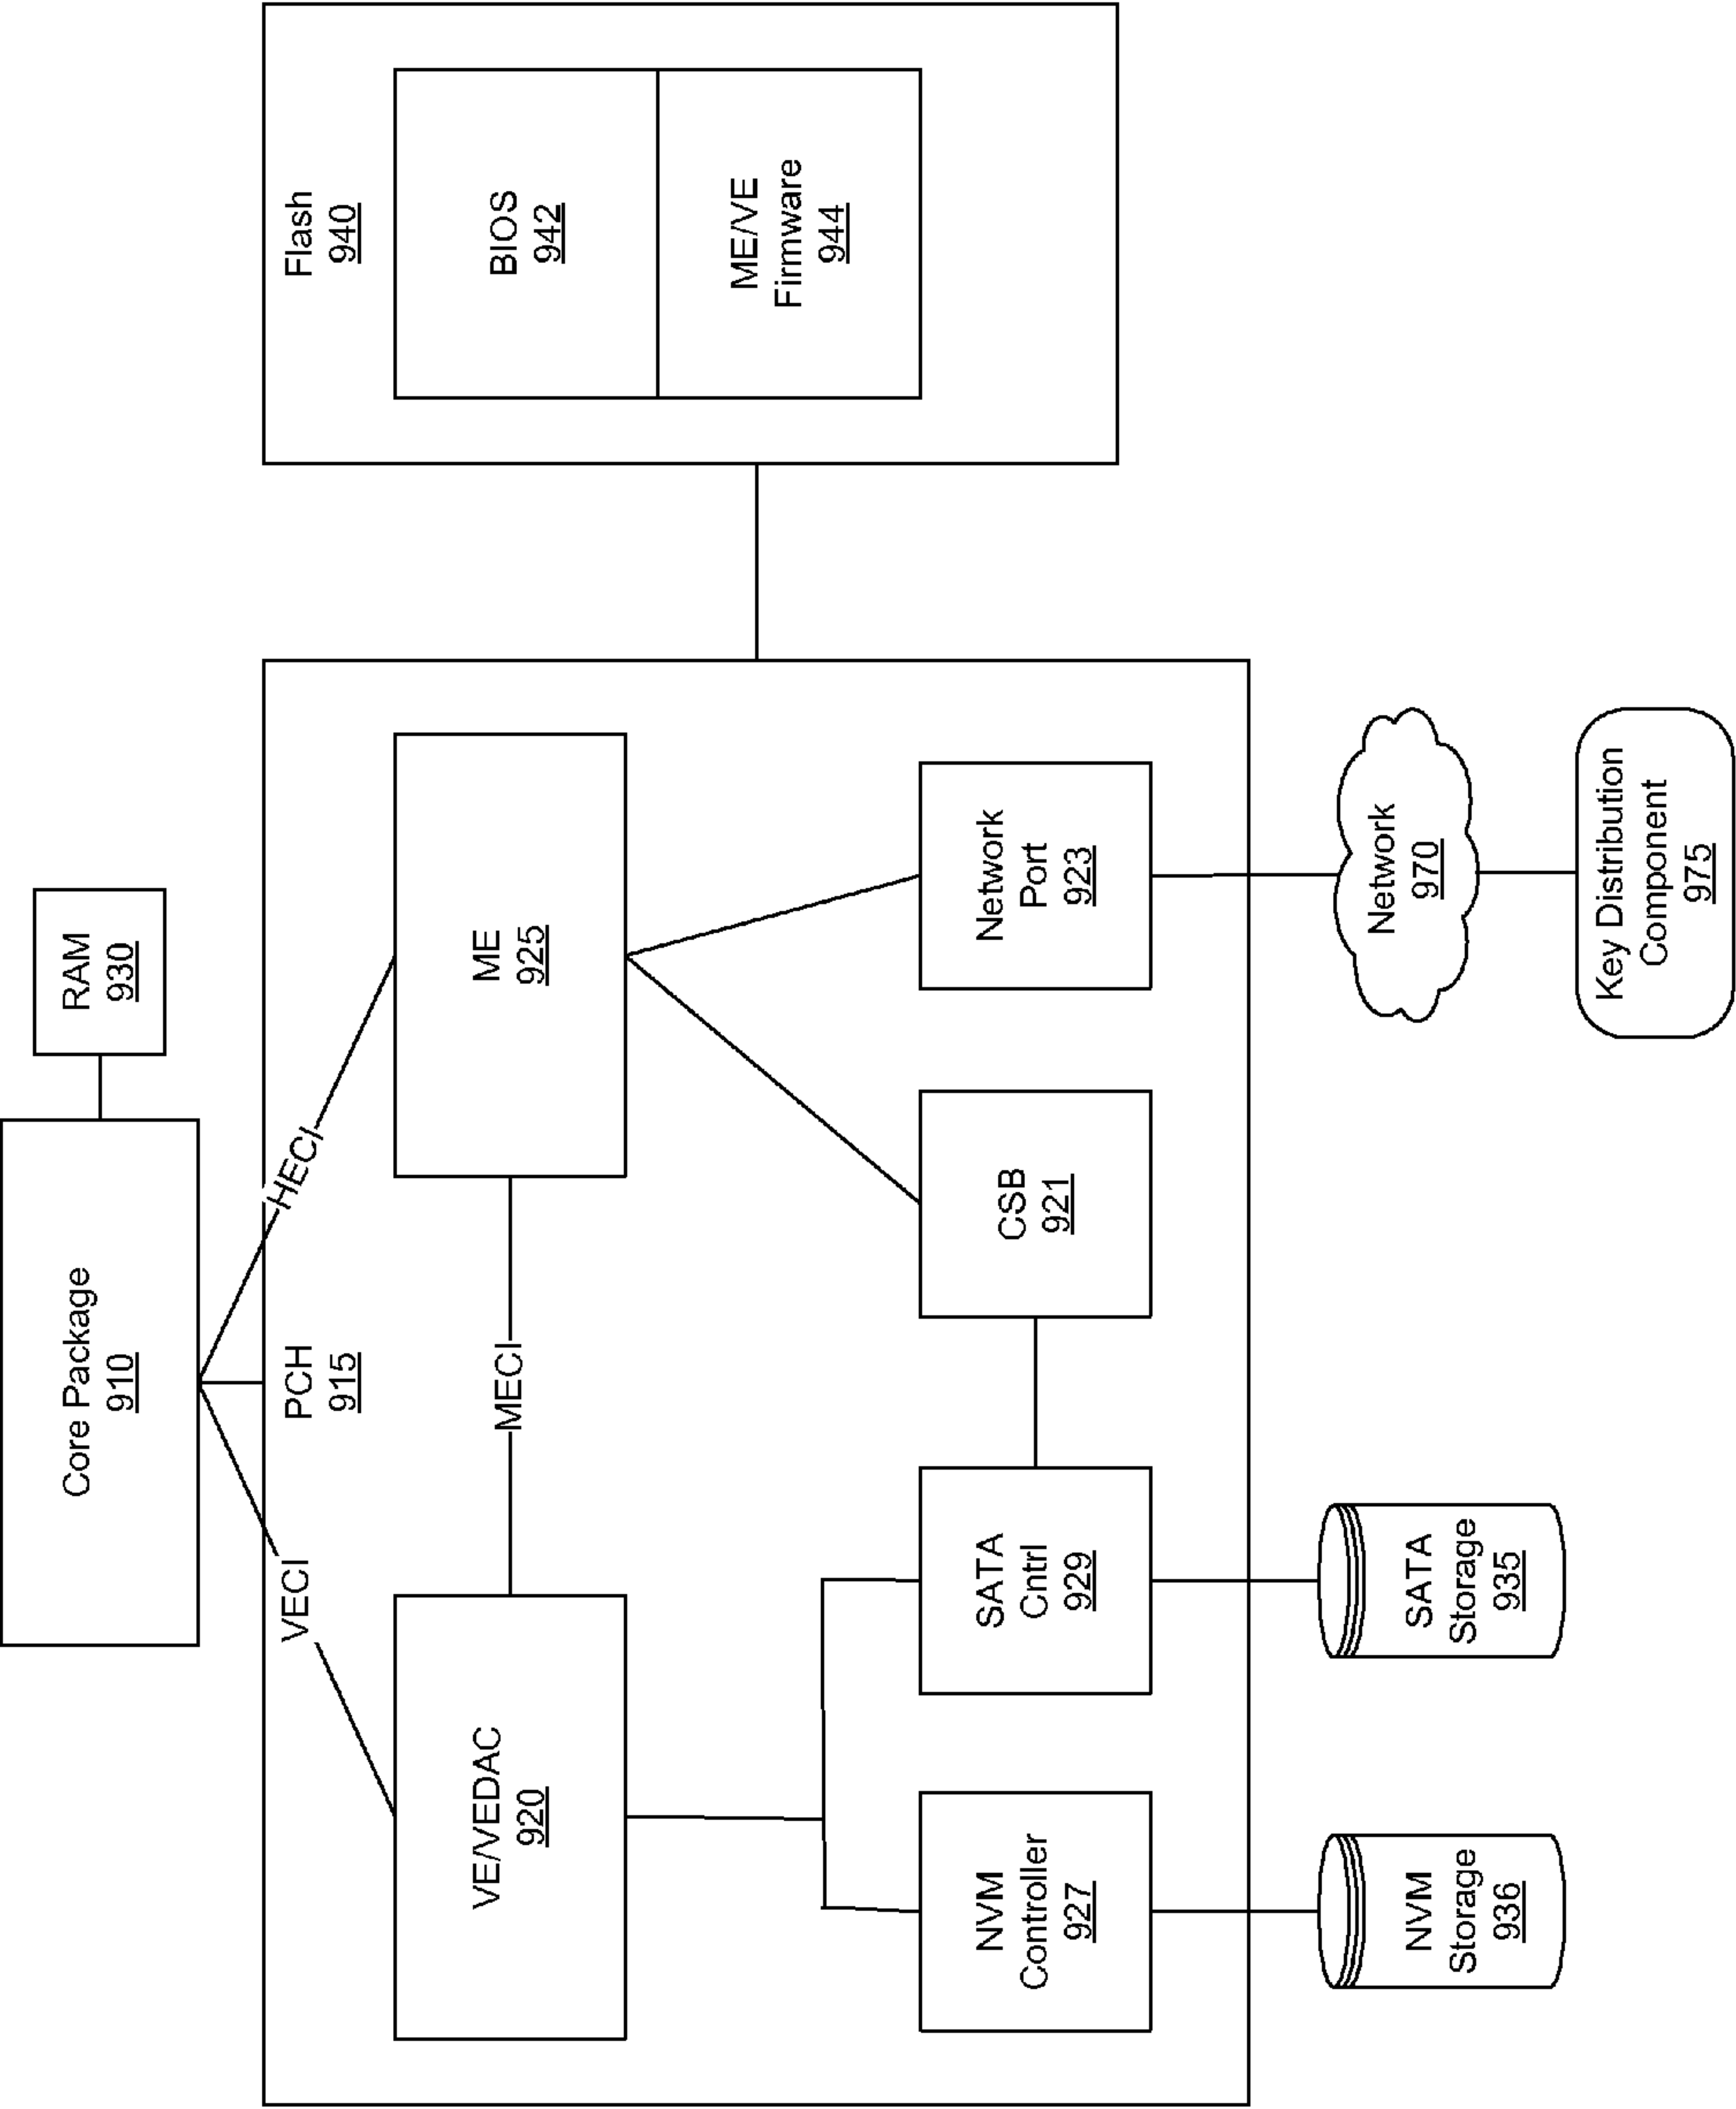 Core Package
910
RAM
930
VECI
HECI
PCH
915
VE/VEDAC
920
MECI
ME
925
NVM
Controller
927
SATA
Cntrl
929
CSB
921
Network
Port
923
NVM
Storage
936
SATA
Storage
935
Network
970
Key Distribution
Component
975
Flash
940
BIOS
942
ME/VE
Firmware
944